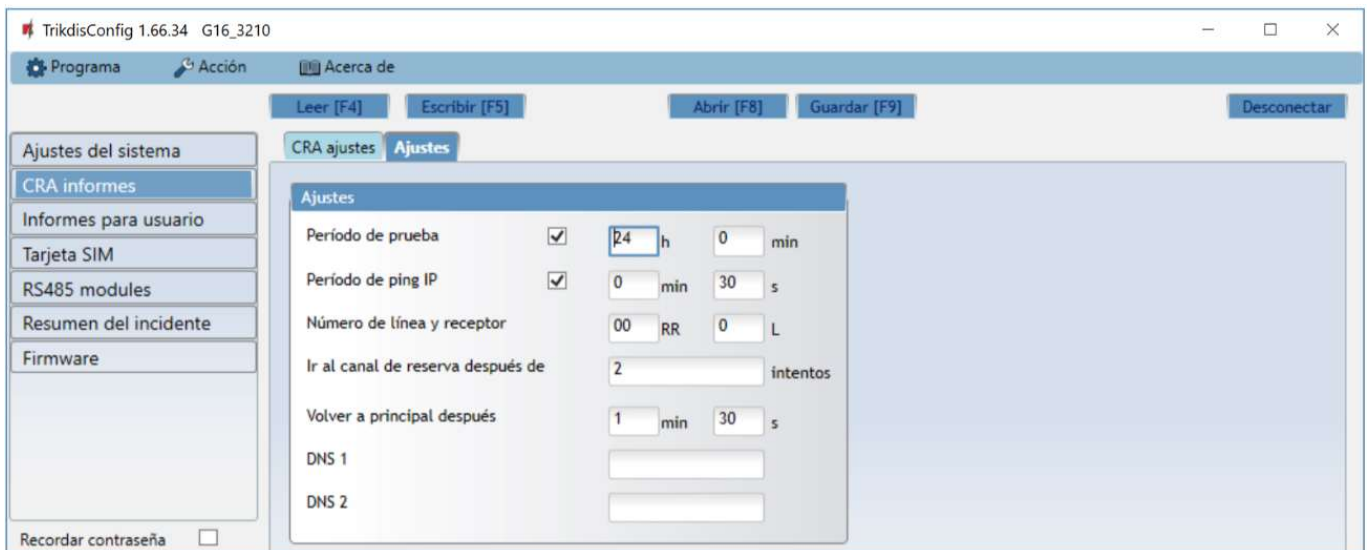 TrikdisConfig 1.66.34 G16_3210
Programa Acción Acerca de
Leer [F4] Escribir [F5] Abrir [F8] Guardar [F9] Desconectar
Ajustes del sistema
CRA informes
Informes para usuario
Tarjeta SIM
RS485 modules
Resumen del incidente
Firmware
Recordar contraseña
CRA ajustes Ajustes
Ajustes
Período de prueba 24 h 0 min
Período de ping IP 0 min 30 s
Número de línea y receptor 00 RR 0 L
Ir al canal de reserva después de 2 intentos
Volver a principal después 1 min 30 s
DNS 1
DNS 2